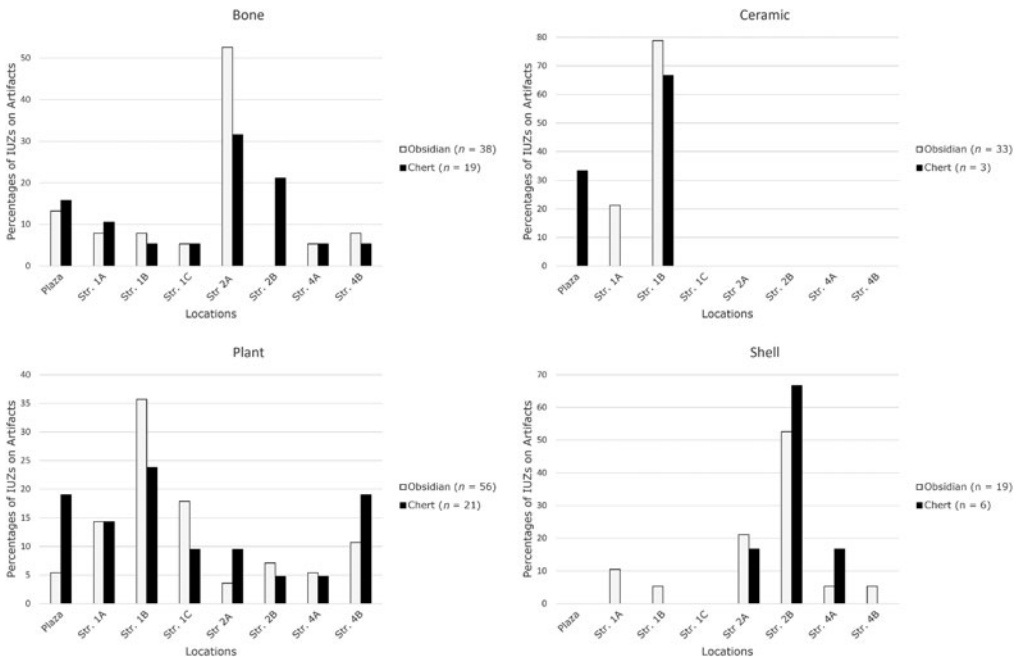 Bone
Percentages of IUZs on Artifacts
50
40
30
20
10
0
Plaza
Str. 1A
Str. 1B
Str. 1C
Str 2A
Str. 2B
Str. 4A
Str. 4B
Locations
Obsidian (n = 38)
Chert (n = 19)
Ceramic
Percentages of IUZs on Artifacts
80
70
60
50
40
30
20
10
0
Plaza
Str. 1A
Str. 1B
Str. 1C
Str 2A
Str. 2B
Str. 4A
Str. 4B
Locations
Obsidian (n = 33)
Chert (n = 3)
Plant
Percentages of IUZs on Artifacts
40
35
30
25
20
15
10
5
0
Plaza
Str. 1A
Str. 1B
Str. 1C
Str 2A
Str. 2B
Str. 4A
Str. 4B
Locations
Obsidian (n = 56)
Chert (n = 21)
Shell
Percentages of IUZs on Artifacts
70
60
50
40
30
20
10
0
Plaza
Str. 1A
Str. 1B
Str. 1C
Str 2A
Str. 2B
Str. 4A
Str. 4B
Locations
Obsidian (n = 19)
Chert (n = 6)